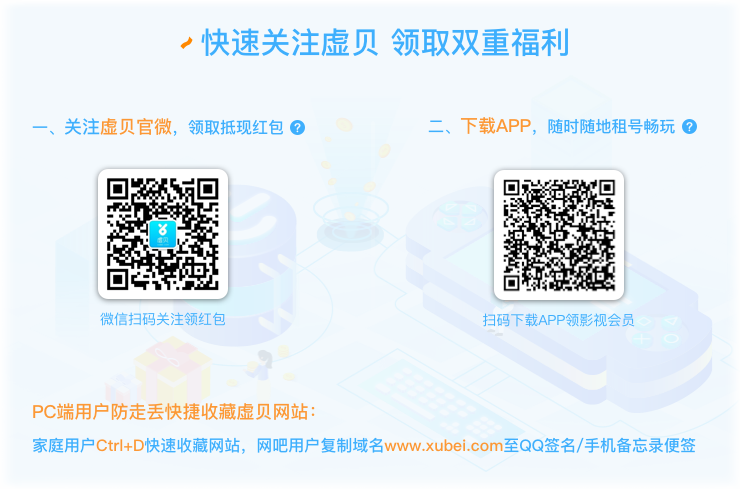 快速关注虚贝 领取双重福利
一、关注虚贝官微，领取抵现红包 ?
二、下载APP，随时随地租号畅玩 ?
虚贝
微信扫码关注领红包
扫码下载APP领影视会员
PC端用户防走丢快捷收藏虚贝网站：
家庭用户Ctrl+D快速收藏网站，网吧用户复制域名www.xubei.com至QQ签名/手机备忘录便签